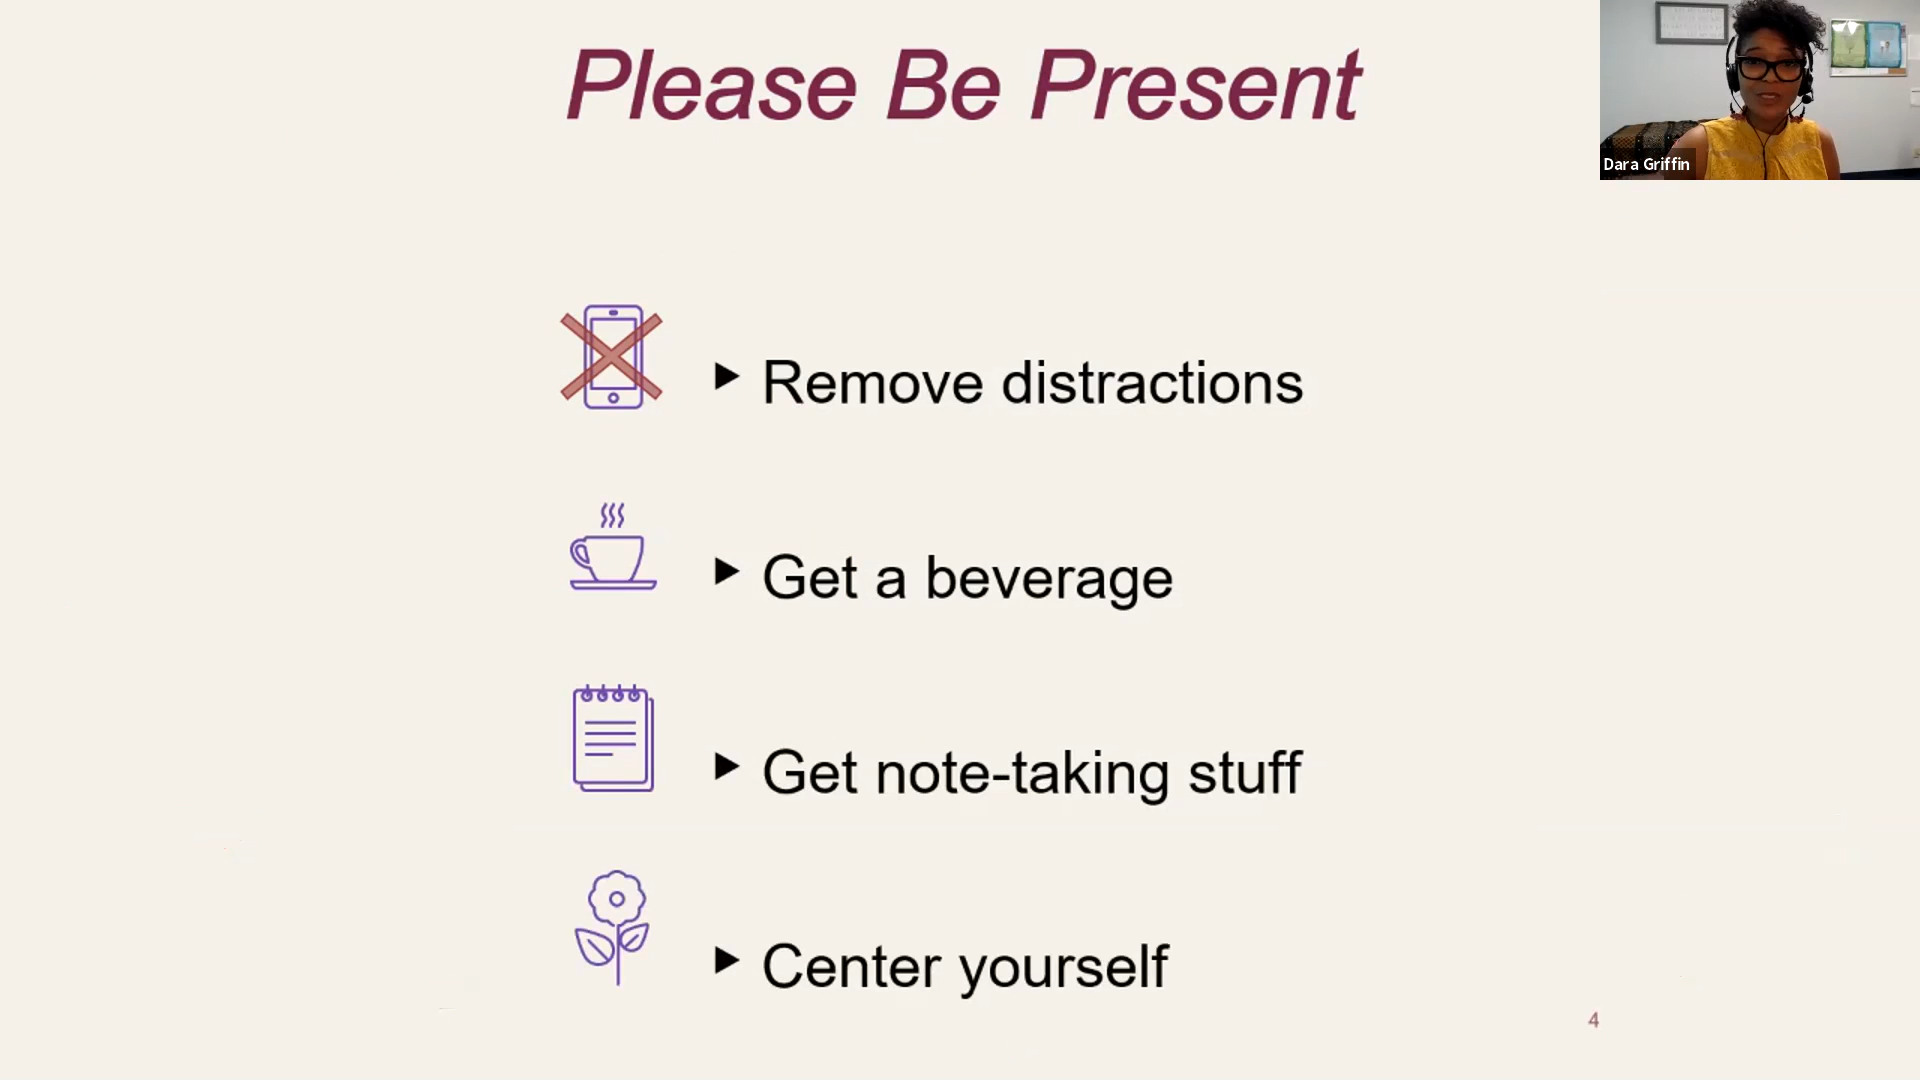 Please Be Present
Dara Griffin
Remove distractions
Get a beverage
Get note-taking stuff
Center yourself
4